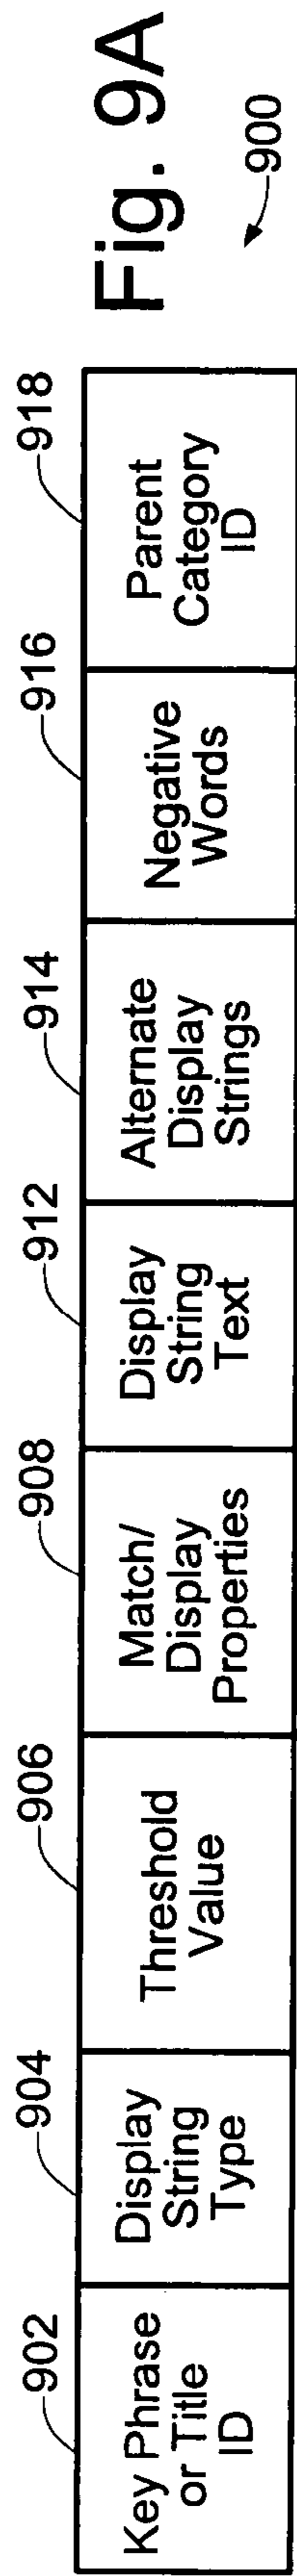 Fig. 9A
900
902
904
906
908
912
914
916
918
Key Phrase
or Title
ID
Display
String
Type
Threshold
Value
Match/
Display
Properties
Display
String
Text
Alternate
Display
Strings
Negative
Words
Parent
Category
ID